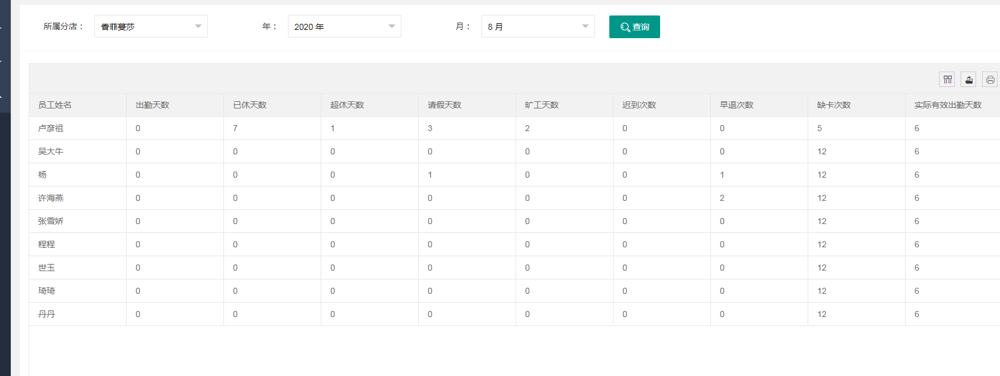 所属分店： 香菲蔓莎 年： 2020 年 月： 8 月 查询
员工姓名 出勤天数 已休天数 超休天数 请假天数 旷工天数 迟到次数 早退次数 缺卡次数 实际有效出勤天数
卢彦祖 0 7 1 3 2 0 0 5 6
吴大牛 0 0 0 0 0 0 0 12 6
杨 0 0 0 1 0 0 1 12 6
许海燕 0 0 0 0 0 0 2 12 6
张雪娇 0 0 0 0 0 0 0 12 6
程程 0 0 0 0 0 0 0 12 6
世玉 0 0 0 0 0 0 0 12 6
琦琦 0 0 0 0 0 0 0 12 6
丹丹 0 0 0 0 0 0 0 12 6